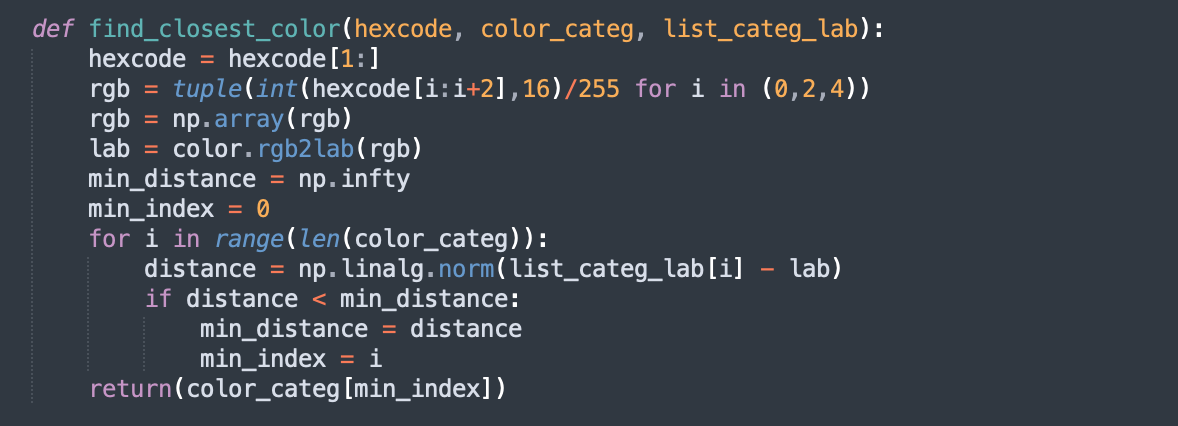 def find_closest_color(hexcode, color_categ, list_categ_lab):
    hexcode = hexcode[1:]
    rgb = tuple(int(hexcode[i:i+2],16)/255 for i in (0,2,4))
    rgb = np.array(rgb)
    lab = color.rgb2lab(rgb)
    min_distance = np.infty
    min_index = 0
    for i in range(len(color_categ)):
        distance = np.linalg.norm(list_categ_lab[i] - lab)
        if distance < min_distance:
            min_distance = distance
            min_index = i
    return(color_categ[min_index])